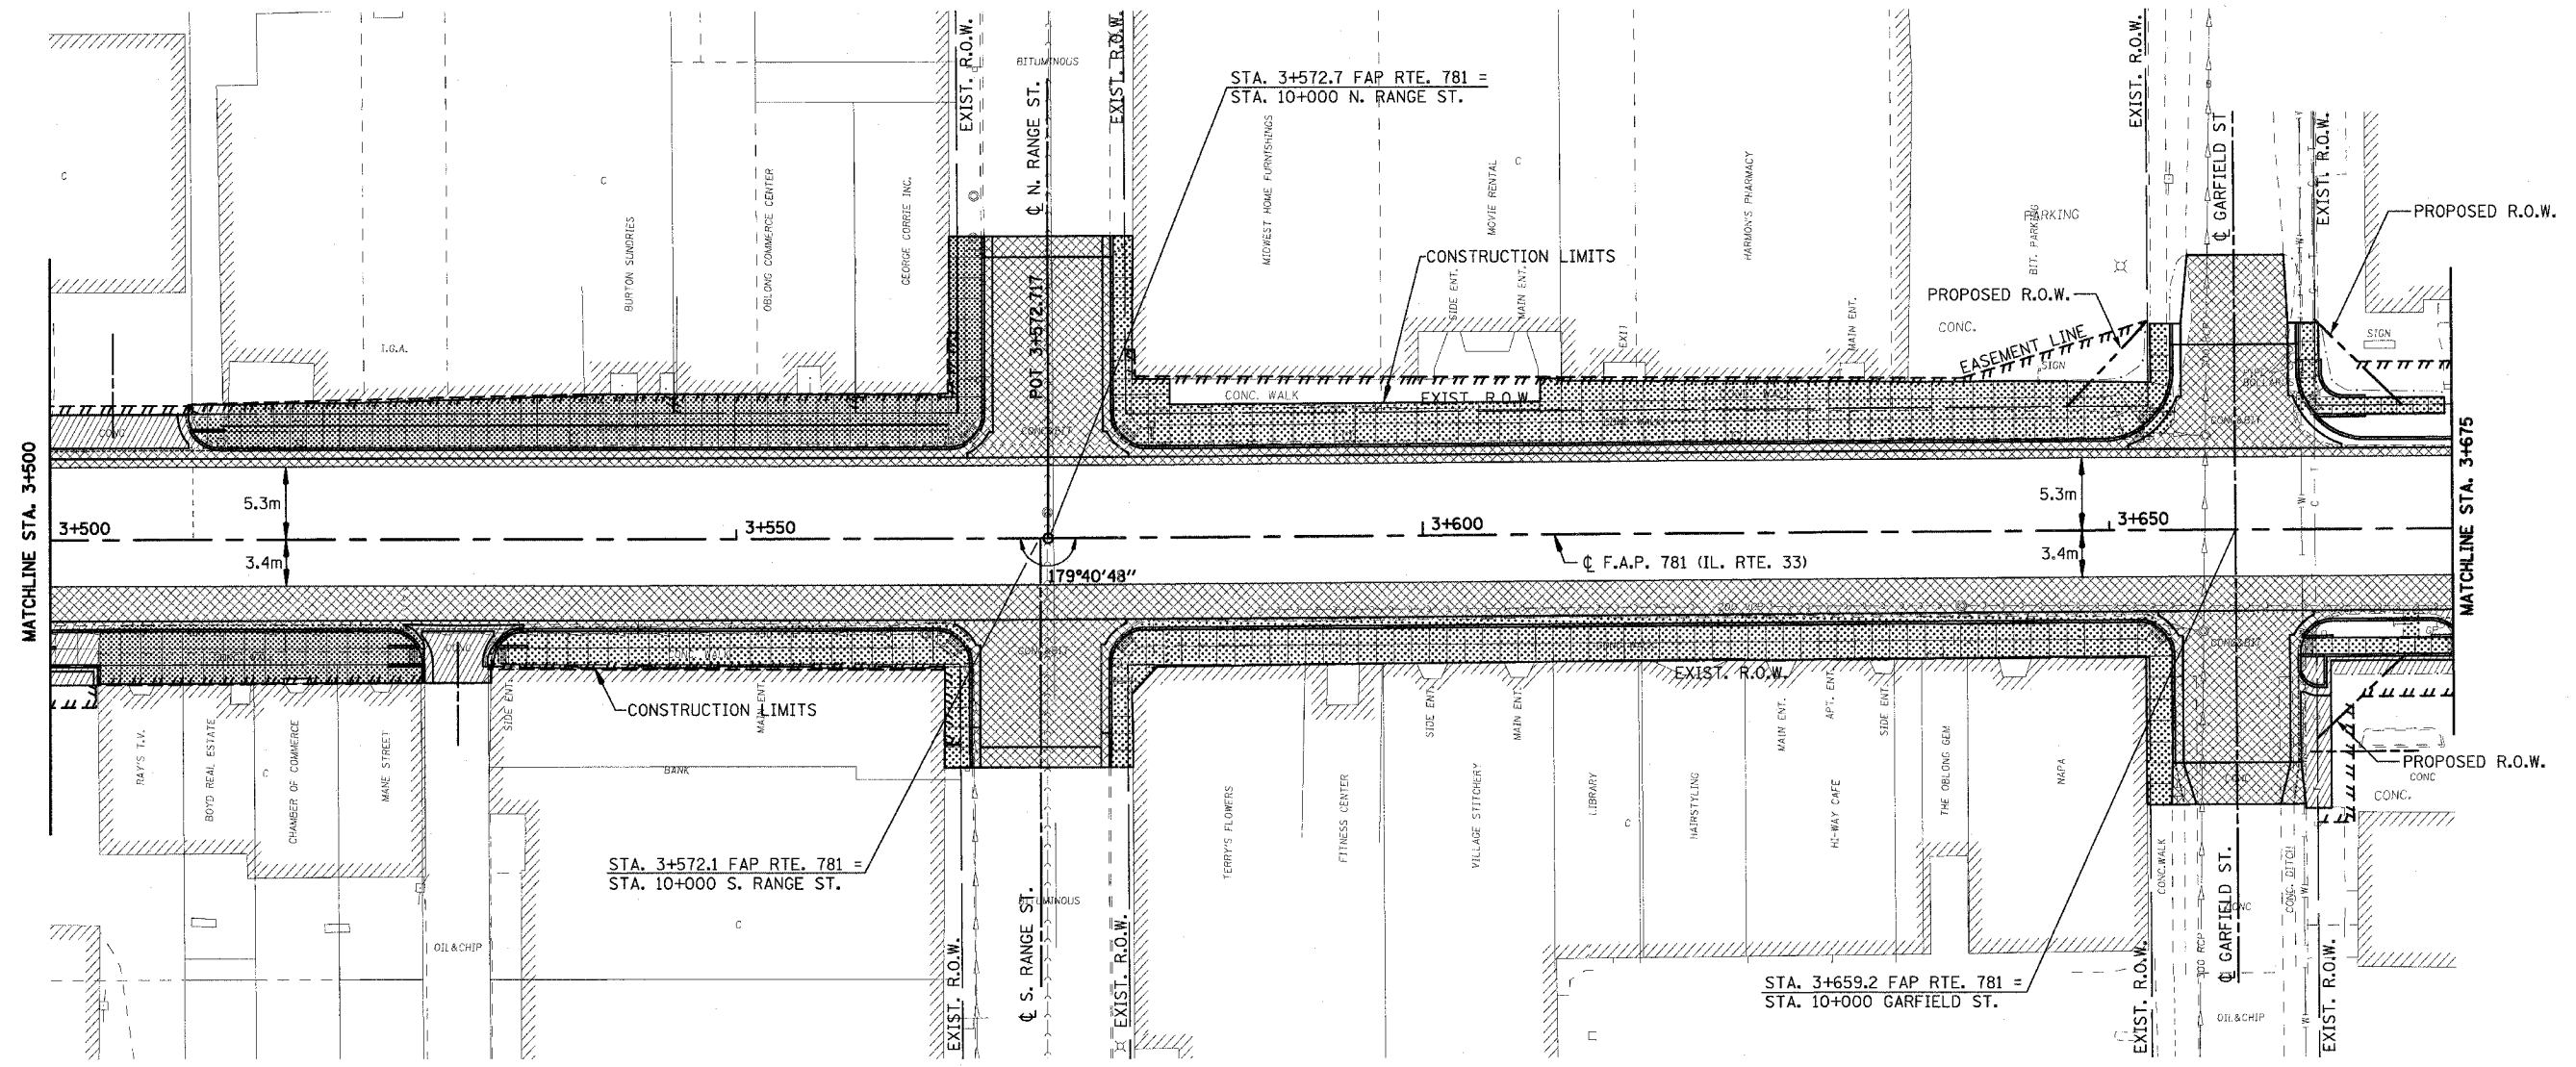 EXIST. R.O.W.
BITUMINOUS
EXIST. R.O.W.
℄ N. RANGE ST.
STA. 3+572.7 FAP RTE. 781 =
STA. 10+000 N. RANGE ST.
EXIST. R.O.W.
℄ GARFIELD ST
EXIST. R.O.W.
PROPOSED R.O.W.
C
C
BURTON SUNDRIES
OBLONG COMMERCE CENTER
GEORGE CORRIE INC.
MIDWEST HOME FURNISHINGS
MOVIE RENTAL
C
HARMON'S PHARMACY
PARKING
BIT. PARKING
CONSTRUCTION LIMITS
SIDE ENT.
MAIN ENT.
EXIT
MAIN ENT.
PROPOSED R.O.W.
CONC.
EASEMENT LINE
SIGN
SIGN
I.G.A.
POT 3+572.717
CONC. WALK
EXIST. R.O.W.
CONC
MATCHLINE STA. 3+500
MATCHLINE STA. 3+675
5.3m
5.3m
3+500
3+550
3+600
3+650
3.4m
3.4m
179°40'48"
℄ F.A.P. 781 (IL. RTE. 33)
CONC. WALK
EXIST. R.O.W.
CONSTRUCTION LIMITS
RAY'S T.V.
BOYD REAL ESTATE
CHAMBER OF COMMERCE
C
MANE STREET
SIDE ENT.
MAIN ENT.
BANK
SIDE ENT.
MAIN ENT.
MAIN ENT.
APT. ENT.
SIDE ENT.
TERRY'S FLOWERS
FITNESS CENTER
VILLAGE STITCHERY
LIBRARY
C
HAIRSTYLING
HI-WAY CAFE
THE OBLONG GEM
NAPA
PROPOSED R.O.W.
CONC
CONC.
STA. 3+572.1 FAP RTE. 781 =
STA. 10+000 S. RANGE ST.
C
OIL&CHIP
EXIST. R.O.W.
℄ S. RANGE ST.
BITUMINOUS
EXIST. R.O.W.
STA. 3+659.2 FAP RTE. 781 =
STA. 10+000 GARFIELD ST.
CONC.WALK
EXIST. R.O.W.
300 RCP
℄ GARFIELD ST.
CONC
CONC. DITCH
EXIST. R.O.W.
OIL&CHIP